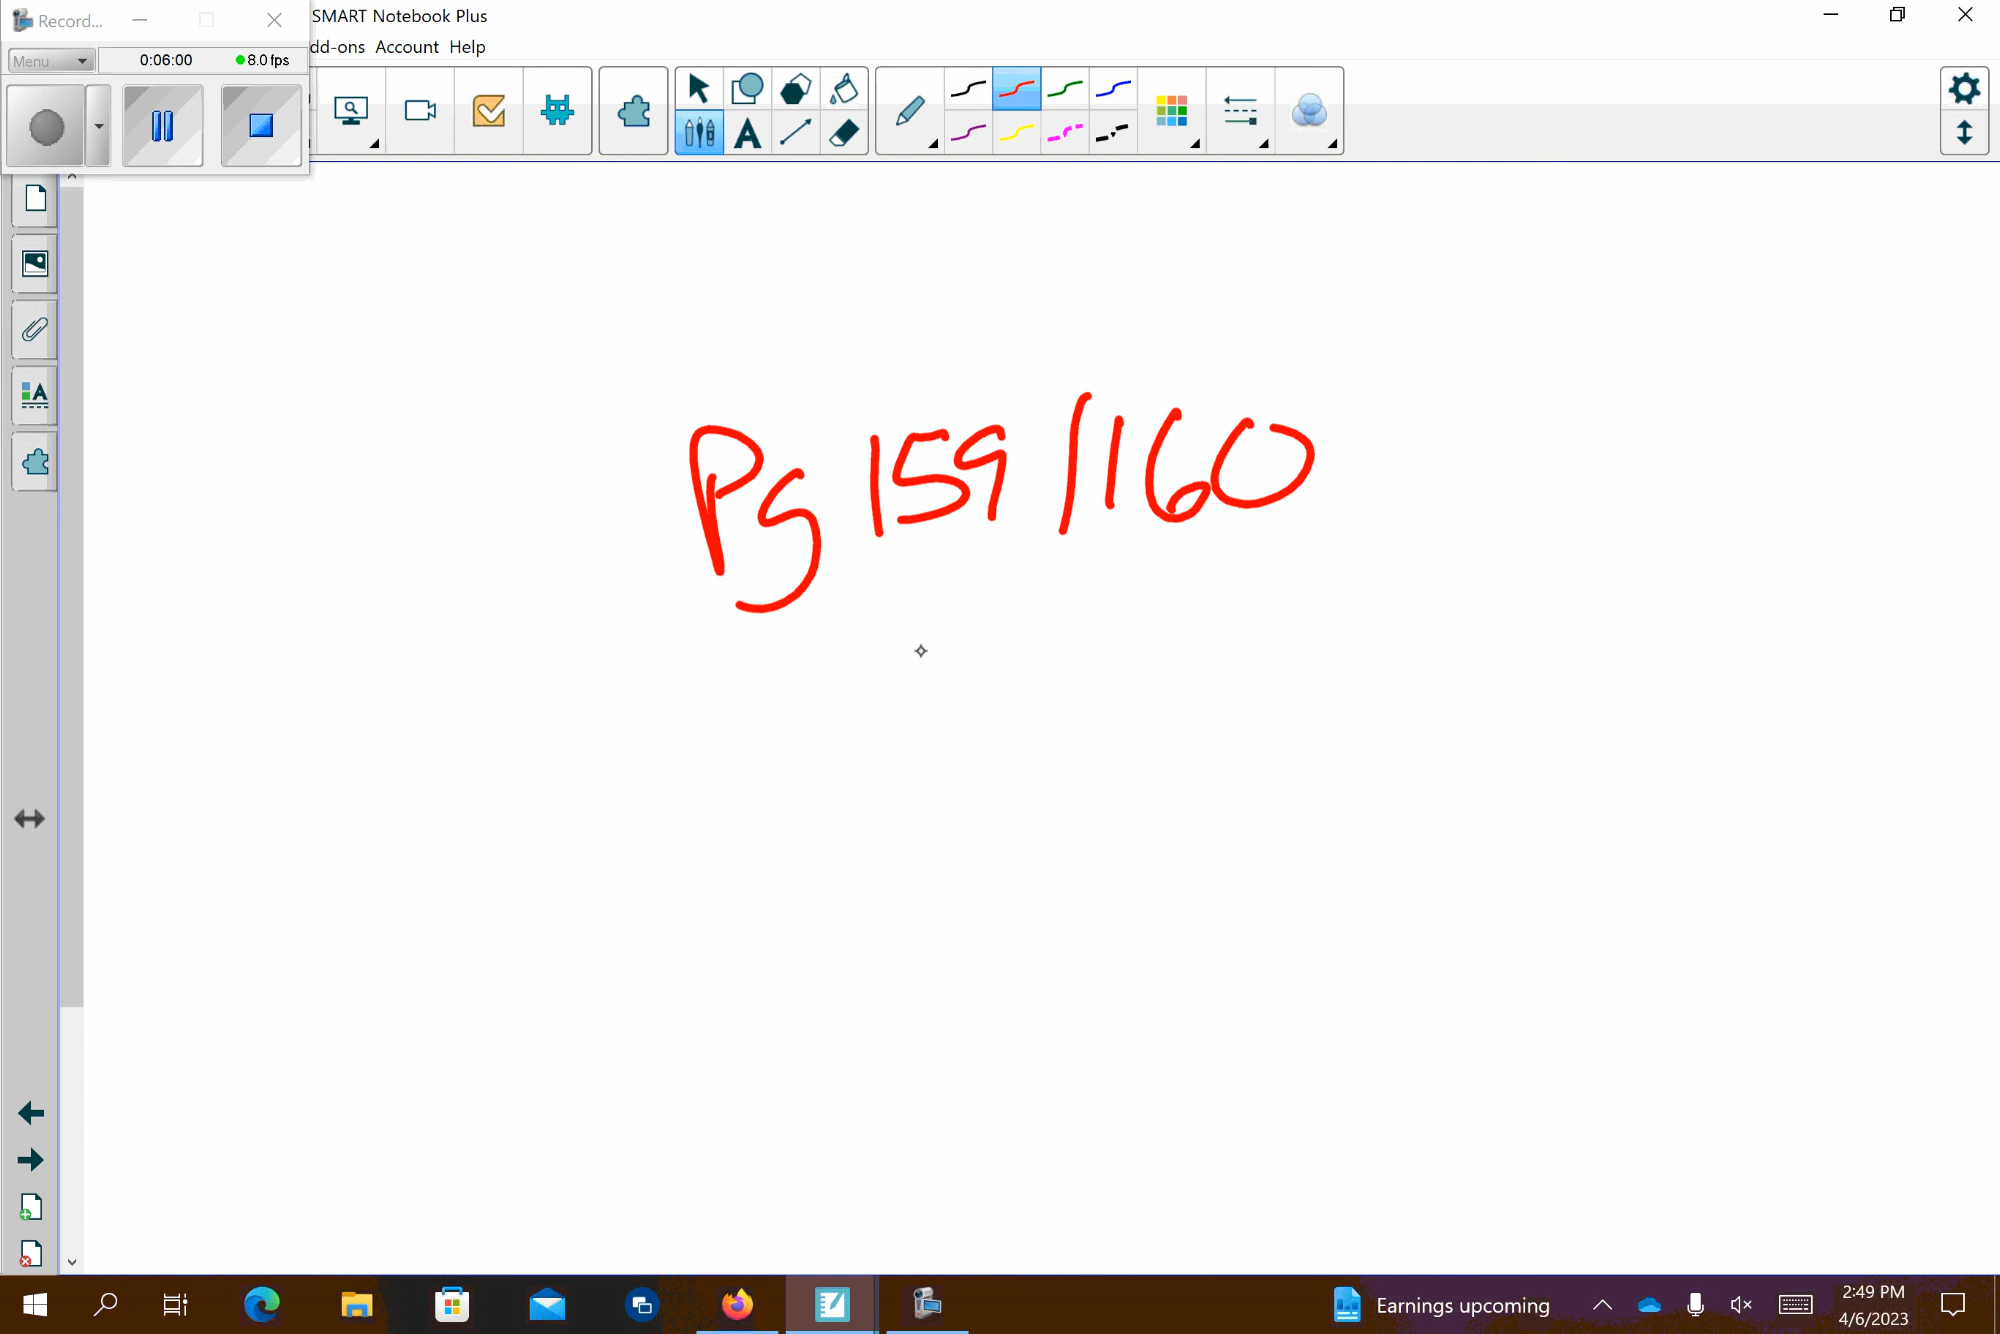 Record...
SMART Notebook Plus
Menu
0:06:00
8.0 fps
dd-ons Account Help
Pg 159/160
Earnings upcoming
2:49 PM
4/6/2023